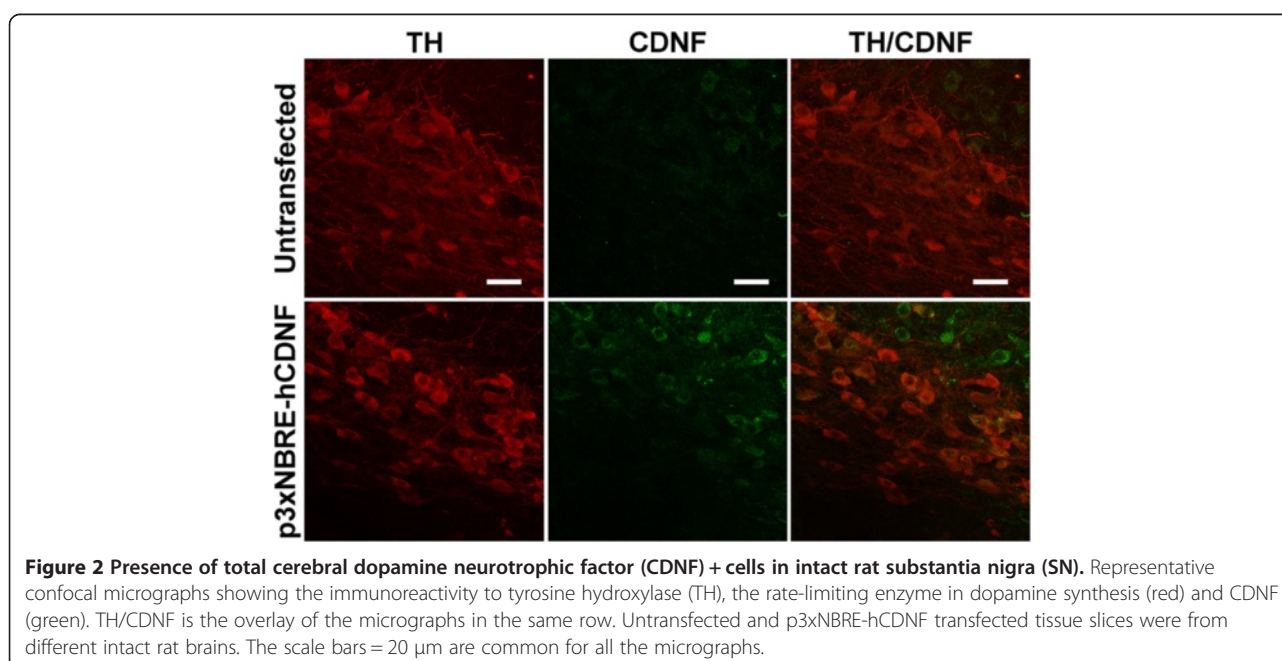 TH CDNF TH/CDNF
Untransfected
p3xNBRE-hCDNF
Figure 2 Presence of total cerebral dopamine neurotrophic factor (CDNF) + cells in intact rat substantia nigra (SN). Representative
confocal micrographs showing the immunoreactivity to tyrosine hydroxylase (TH), the rate-limiting enzyme in dopamine synthesis (red) and CDNF
(green). TH/CDNF is the overlay of the micrographs in the same row. Untransfected and p3xNBRE-hCDNF transfected tissue slices were from
different intact rat brains. The scale bars = 20 μm are common for all the micrographs.